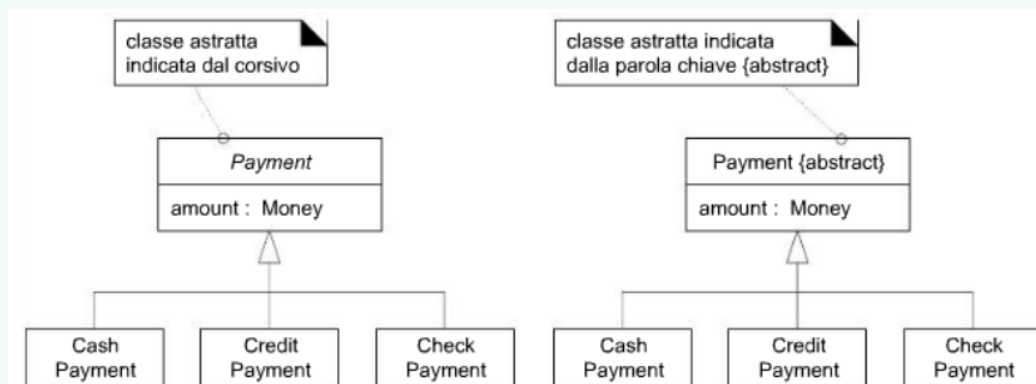 classe astratta
indicata dal corsivo
Payment
amount : Money
Cash
Payment
Credit
Payment
Check
Payment
classe astratta indicata
dalla parola chiave {abstract}
Payment {abstract}
amount : Money
Cash
Payment
Credit
Payment
Check
Payment